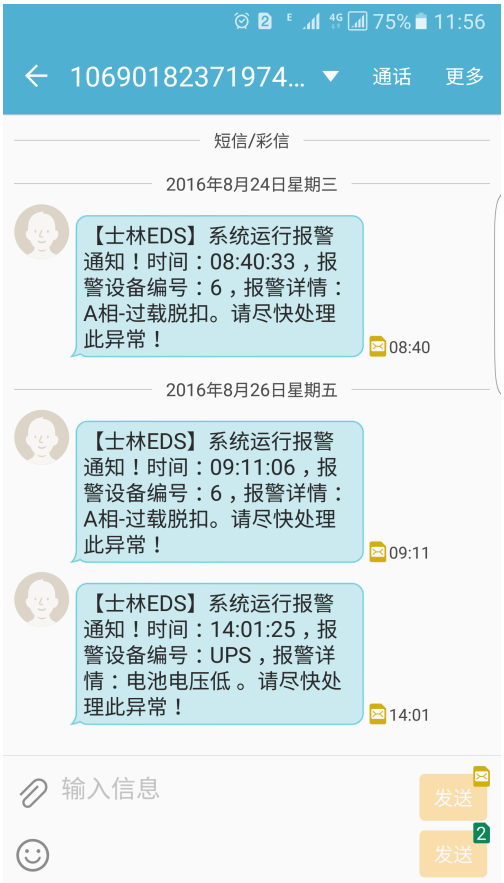 2 E 4G 75% 11:56
10690182371974... 通话 更多
短信/彩信
2016年8月24日星期三
【士林EDS】系统运行报警
通知！时间：08:40:33，报
警设备编号：6，报警详情：
A相-过载脱扣。请尽快处理
此异常！
08:40
2016年8月26日星期五
【士林EDS】系统运行报警
通知！时间：09:11:06，报
警设备编号：6，报警详情：
A相-过载脱扣。请尽快处理
此异常！
09:11
【士林EDS】系统运行报警
通知！时间：14:01:25，报
警设备编号：UPS，报警详
情：电池电压低。请尽快处
理此异常！
14:01
输入信息
发送
2
发送